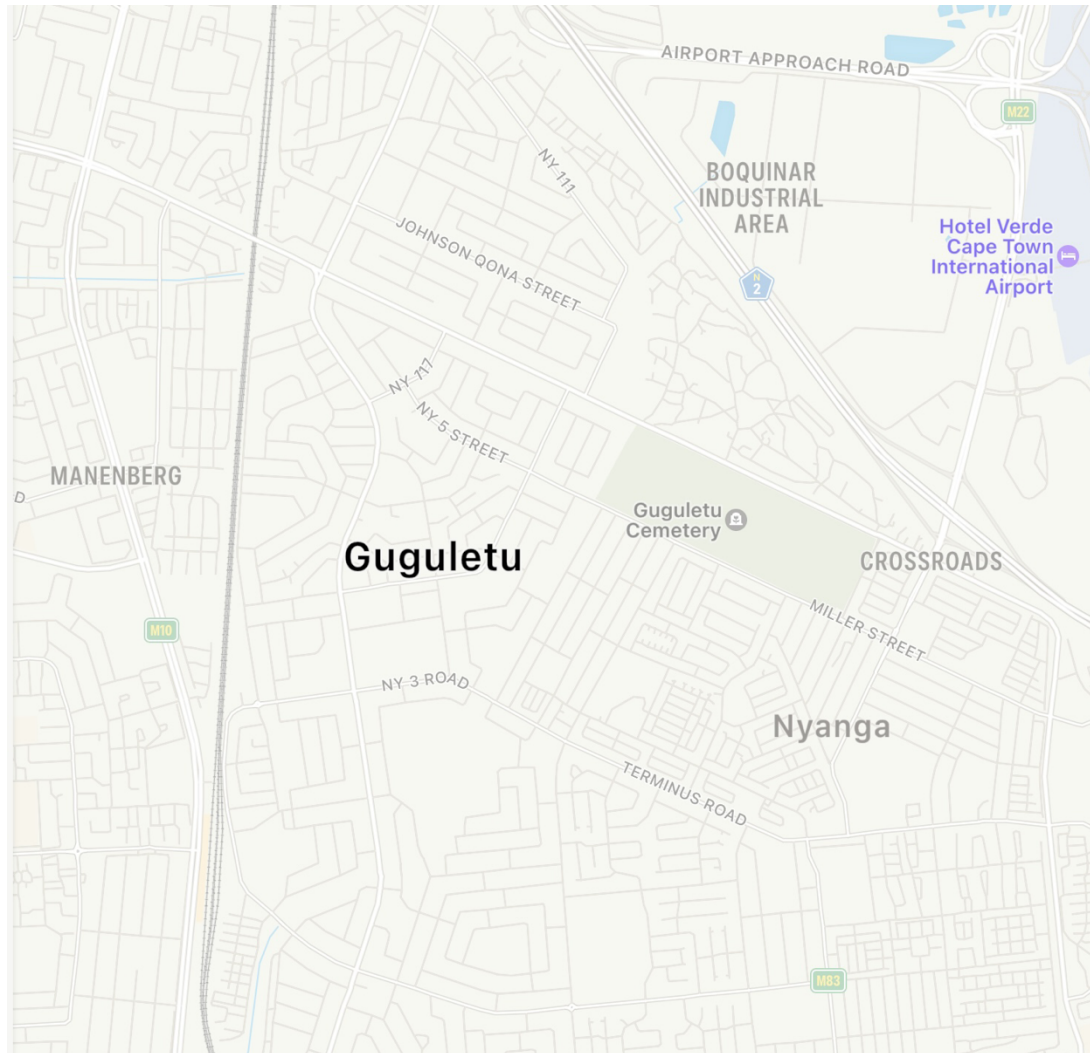 AIRPORT APPROACH ROAD
M22
NY 111
BOQUINAR
INDUSTRIAL
AREA
JOHNSON QONA STREET
Hotel Verde
Cape Town
International
Airport
N
2
NY 117
NY 5 STREET
MANENBERG
D
Guguletu
Cemetery
Guguletu
CROSSROADS
MILLER STREET
M10
NY 3 ROAD
Nyanga
TERMINUS ROAD
M83